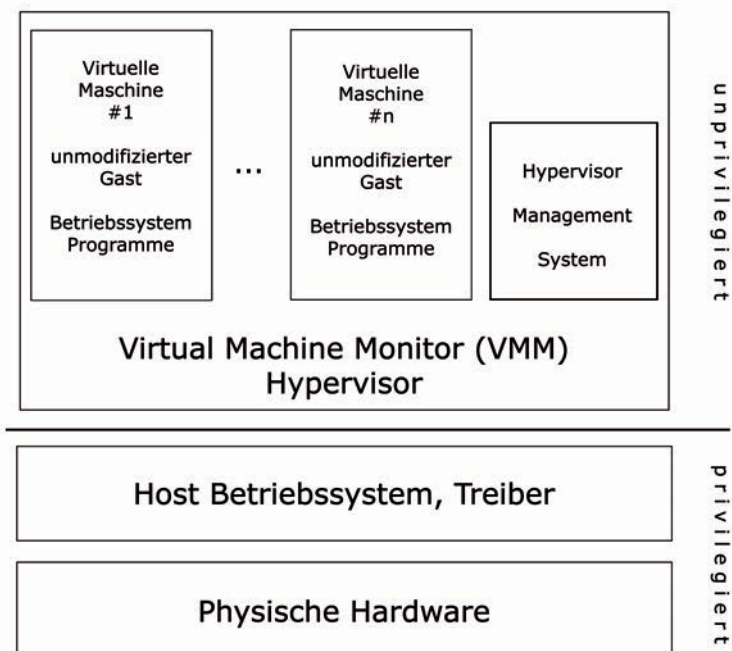 Virtuelle
Maschine
#1
unmodifizierter
Gast
Betriebssystem
Programme
...
Virtuelle
Maschine
#n
unmodifizierter
Gast
Betriebssystem
Programme
Hypervisor
Management
System
Virtual Machine Monitor (VMM)
Hypervisor
unprivilegiert
Host Betriebssystem, Treiber
Physische Hardware
privilegiert